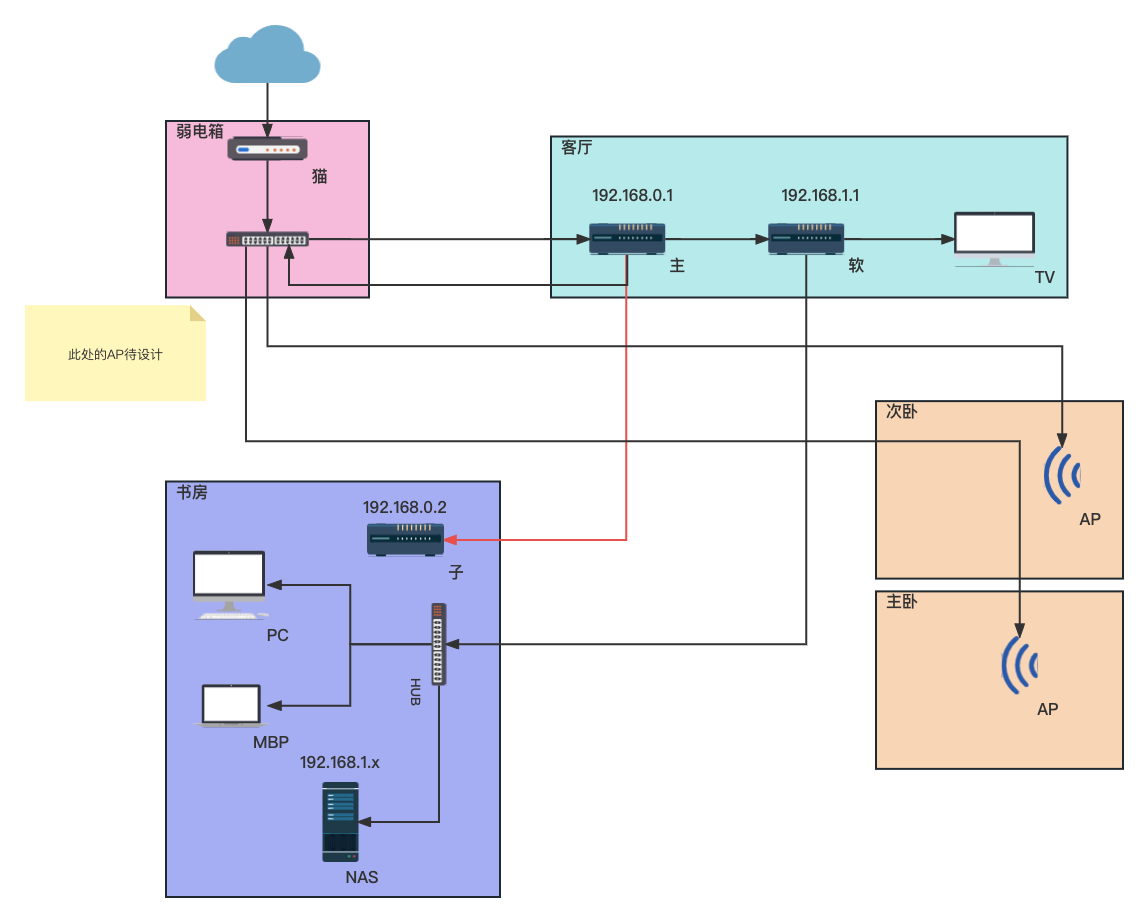 弱电箱
猫
客厅
192.168.0.1
192.168.1.1
主
软
TV
此处的AP待设计
次卧
AP
书房
192.168.0.2
子
PC
HUB
MBP
192.168.1.x
NAS
主卧
AP